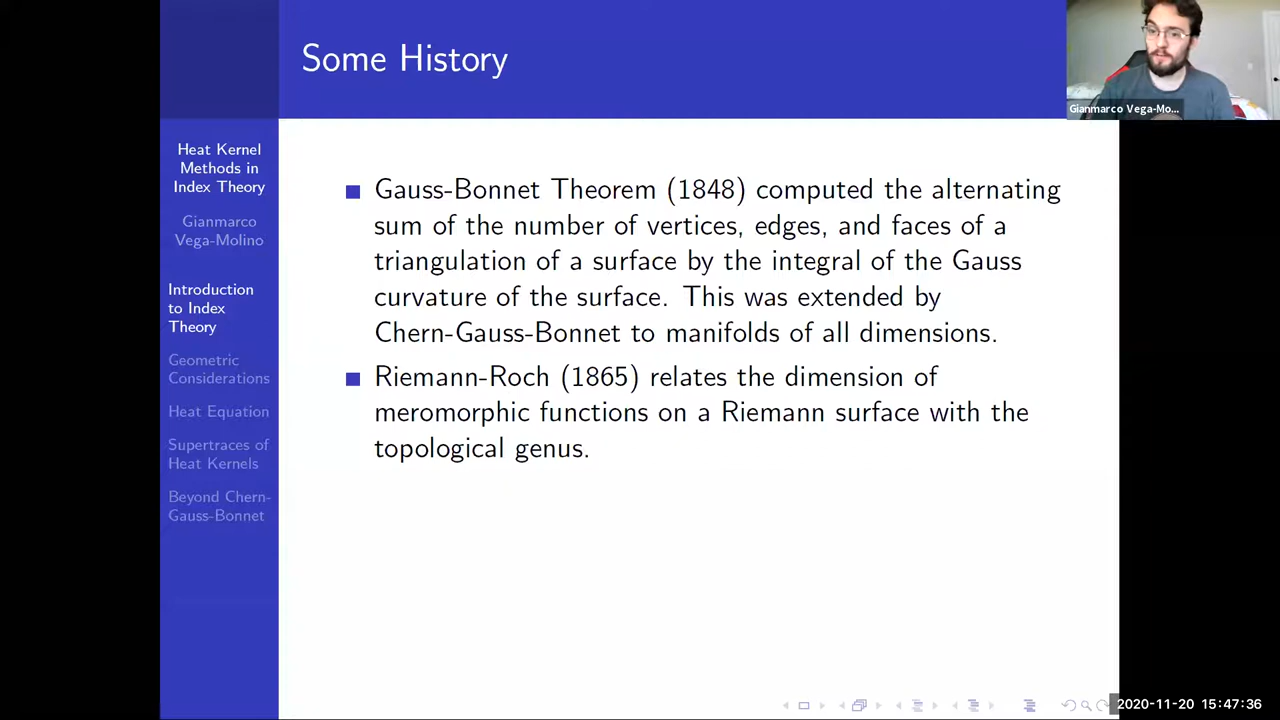 Some History
Gianmarco Vega-Mo...
Heat Kernel
Methods in
Index Theory
Gianmarco
Vega-Molino
Introduction
to Index
Theory
Geometric
Considerations
Heat Equation
Supertraces of
Heat Kernels
Beyond Chern-
Gauss-Bonnet
Gauss-Bonnet Theorem (1848) computed the alternating
sum of the number of vertices, edges, and faces of a
triangulation of a surface by the integral of the Gauss
curvature of the surface. This was extended by
Chern-Gauss-Bonnet to manifolds of all dimensions.
Riemann-Roch (1865) relates the dimension of
meromorphic functions on a Riemann surface with the
topological genus.
2020-11-20 15:47:36